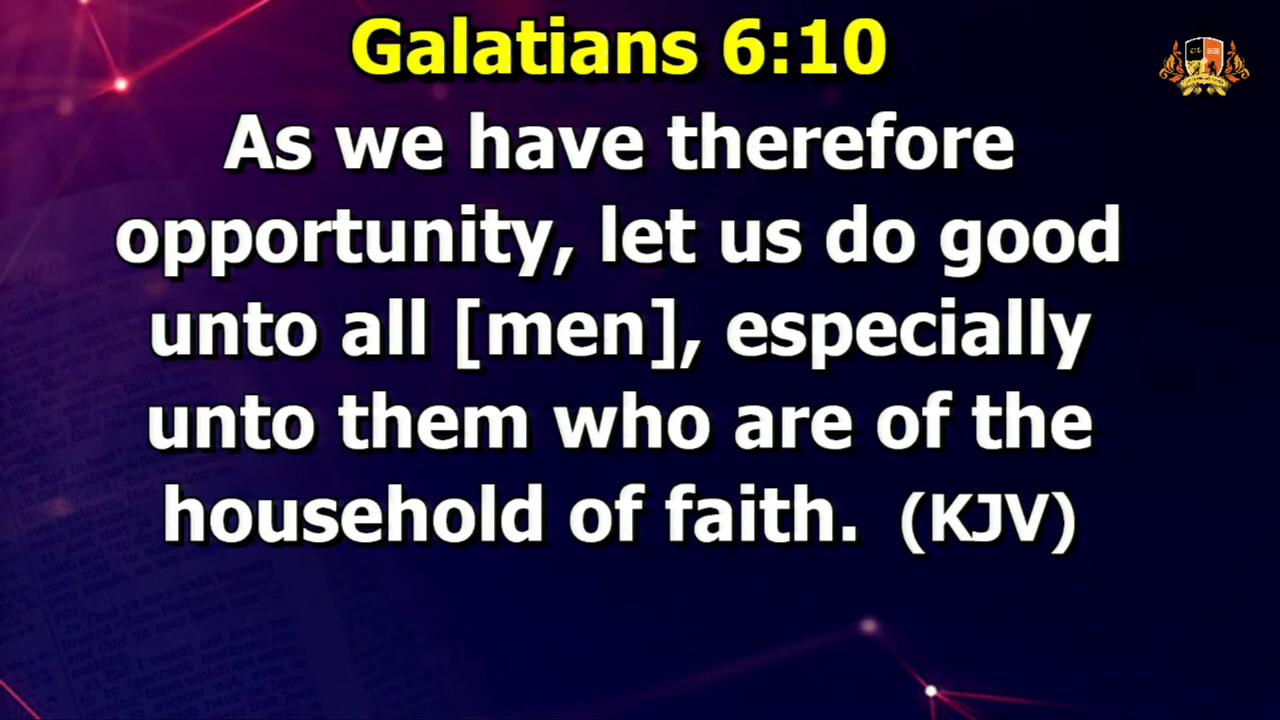 Galatians 6:10
As we have therefore
opportunity, let us do good
unto all [men], especially
unto them who are of the
household of faith.  (KJV)